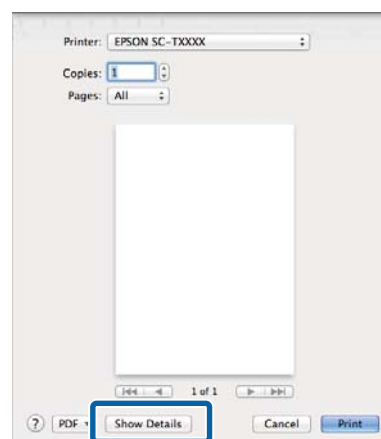 Printer: EPSON SC-TXXXX
Copies: 1
Pages: All
1 of 1
? PDF Show Details Cancel Print